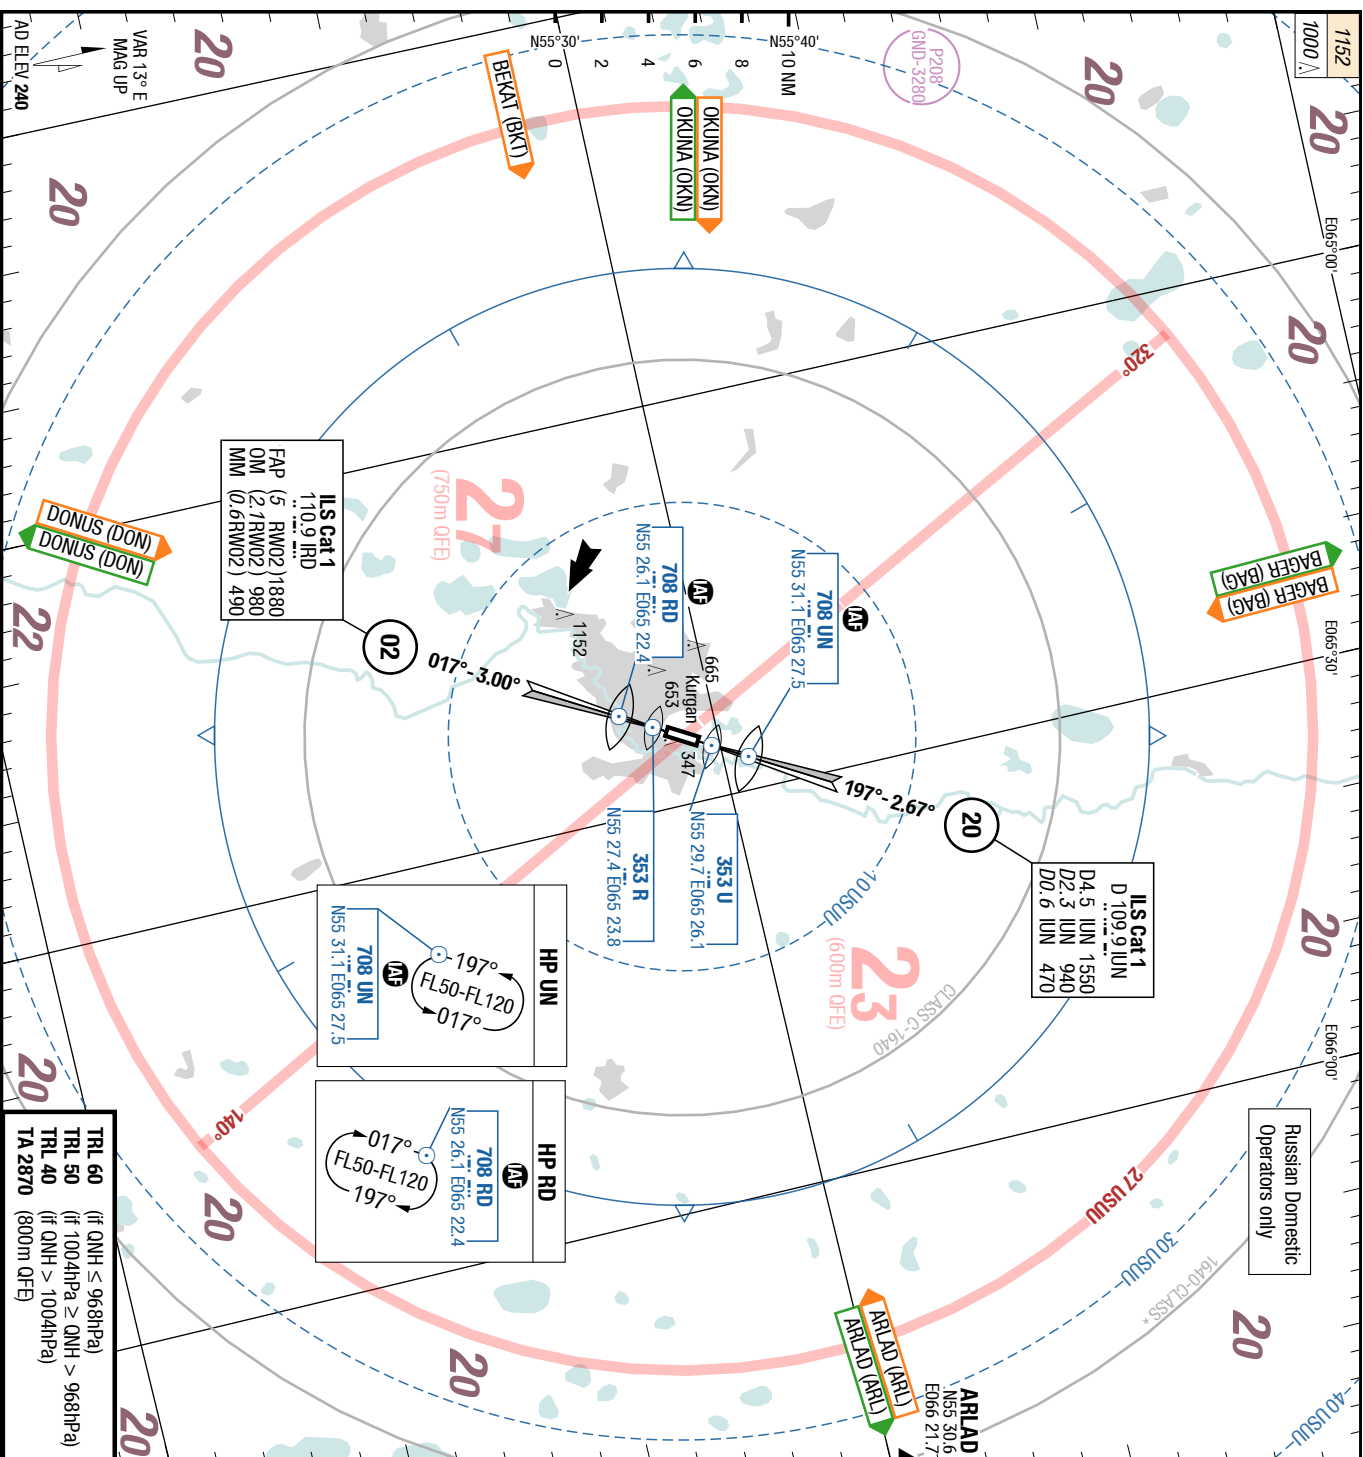 1152
1000
20
20
20
20
VAR 13° E
MAG UP
AD ELEV 240
N55°30'
N55°40'
0
2
4
6
8
10 NM
P208
GND-3280
BEKAT (BKT)
OKUNA (OKN)
OKUNA (OKN)
E065°00'
20
320°
BAGER (BAG)
BAGER (BAG)
E065°30'
DONUS (DON)
DONUS (DON)
22
ILS Cat 1
110.9 IRD
FAP (5 RW02) 1880
OM (2.1RW02) 980
MM (0.6RW02) 490
27
(750m QFE)
02
017°-3.00°
IAF
708 RD
N55 26.1 E065 22.4
IAF
708 UN
N55 31.1 E065 27.5
1152
665
653
Kurgan
347
197°-2.67°
20
ILS Cat 1
D 109.9 IUN
D4.5 IUN 1550
D2.3 IUN 940
D0.6 IUN 470
353 U
N55 29.7 E065 26.1
353 R
N55 27.4 E065 23.8
10 USUU
23
(600m QFE)
CLASS C-1640
20
HP UN
197°
FL50-FL120
017°
IAF
708 UN
N55 31.1 E065 27.5
HP RD
IAF
708 RD
N55 26.1 E065 22.4
017°
FL50-FL120
197°
E066°00'
Russian Domestic
Operators only
140°
27 USUU
30 USUU
1640-CLASS *
40 USUU
20
20
20
20
20
ARLAD (ARL)
ARLAD (ARL)
ARLAD
N55 30.6
E066 21.7
TRL 60 (if QNH ≤ 968hPa)
TRL 50 (if 1004hPa ≥ QNH > 968hPa)
TRL 40 (if QNH > 1004hPa)
TA 2870 (800m QFE)